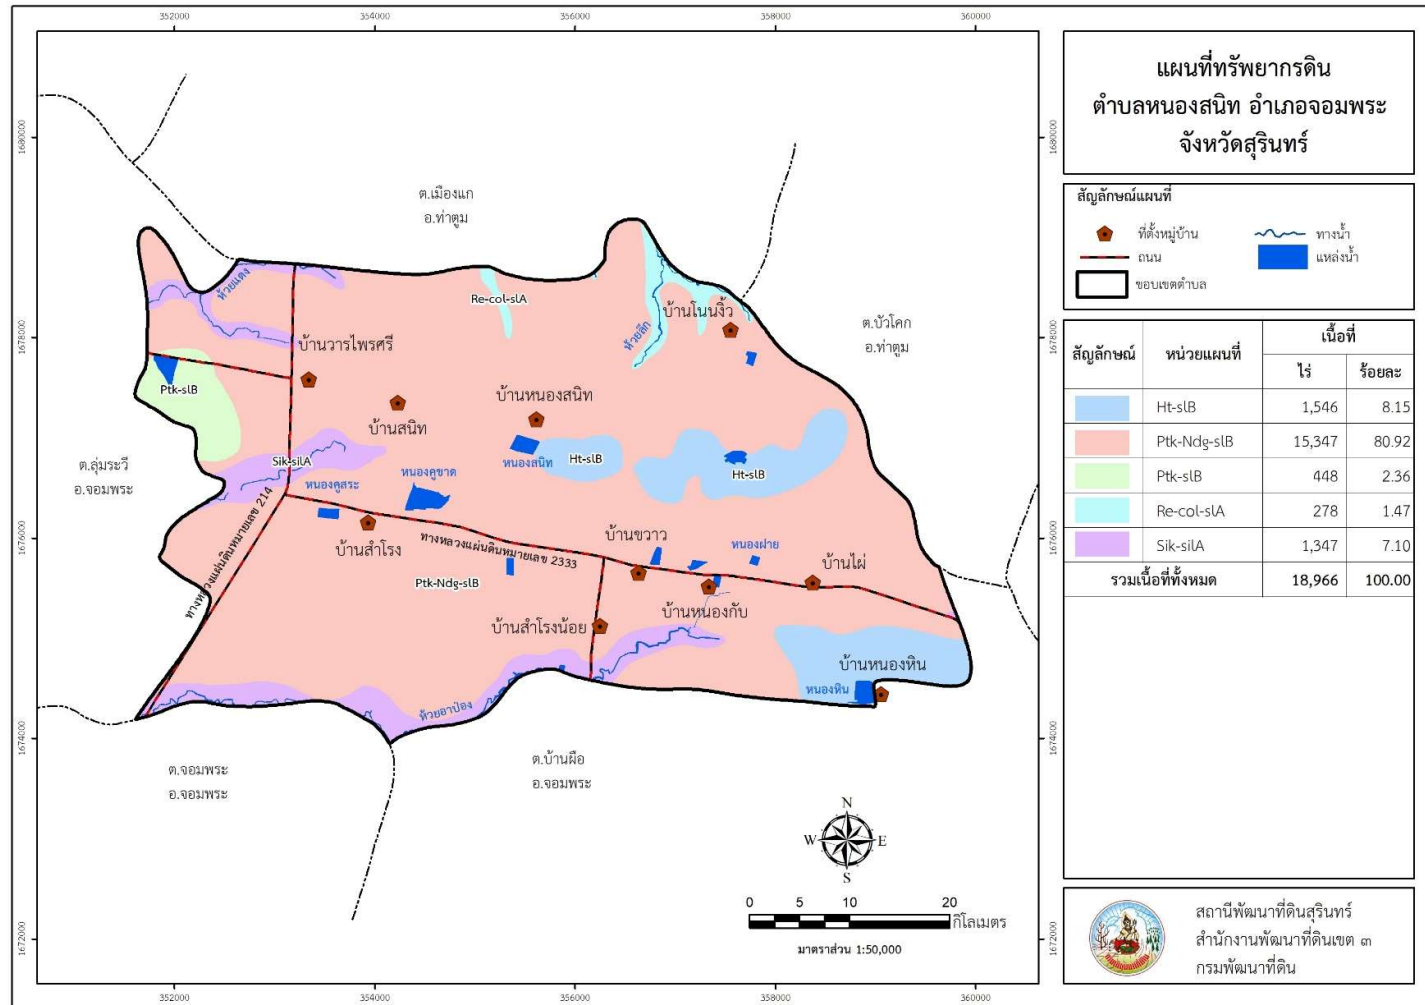 352000
354000
356000
358000
360000
1680000
1680000
1678000
1678000
1676000
1676000
1674000
1674000
1672000
1672000
แผนที่ทรัพยากรดิน
ตำบลหนองสนิท อำเภอจอมพระ
จังหวัดสุรินทร์
สัญลักษณ์แผนที่
ที่ตั้งหมู่บ้าน
ทางน้ำ
ถนน
แหล่งน้ำ
ขอบเขตตำบล
สัญลักษณ์ หน่วยแผนที่ เนื้อที่
ไร่ ร้อยละ
Ht-slB 1,546 8.15
Ptk-Ndg-slB 15,347 80.92
Ptk-slB 448 2.36
Re-col-slA 278 1.47
Sik-silA 1,347 7.10
รวมเนื้อที่ทั้งหมด 18,966 100.00
ต.เมืองแก
อ.ท่าตูม
ห้วยแดง
Re-col-slA
ห้วยลึก
บ้านโนนงิ้ว
ต.บัวโคก
อ.ท่าตูม
บ้านวารไพรศรี
Ptk-slB
บ้านหนองสนิท
บ้านสนิท
ต.ลุ่มระวี
อ.จอมพระ
Sik-silA
หนองคูสระ
หนองคูขาด
หนองสนิท
Ht-slB
Ht-slB
ทางหลวงแผ่นดินหมายเลข 214
บ้านสำโรง
ทางหลวงแผ่นดินหมายเลข 2333
บ้านขวาว
หนองฝาย
บ้านไผ่
Ptk-Ndg-slB
บ้านสำโรงน้อย
บ้านหนองกับ
บ้านหนองหิน
หนองหิน
ห้วยอาป่อง
ต.จอมพระ
อ.จอมพระ
ต.บ้านผือ
อ.จอมพระ
N
W E
S
0 5 10 20
กิโลเมตร
มาตราส่วน 1:50,000
สถานีพัฒนาที่ดินสุรินทร์
สำนักงานพัฒนาที่ดินเขต ๓
กรมพัฒนาที่ดิน
352000
354000
356000
358000
360000